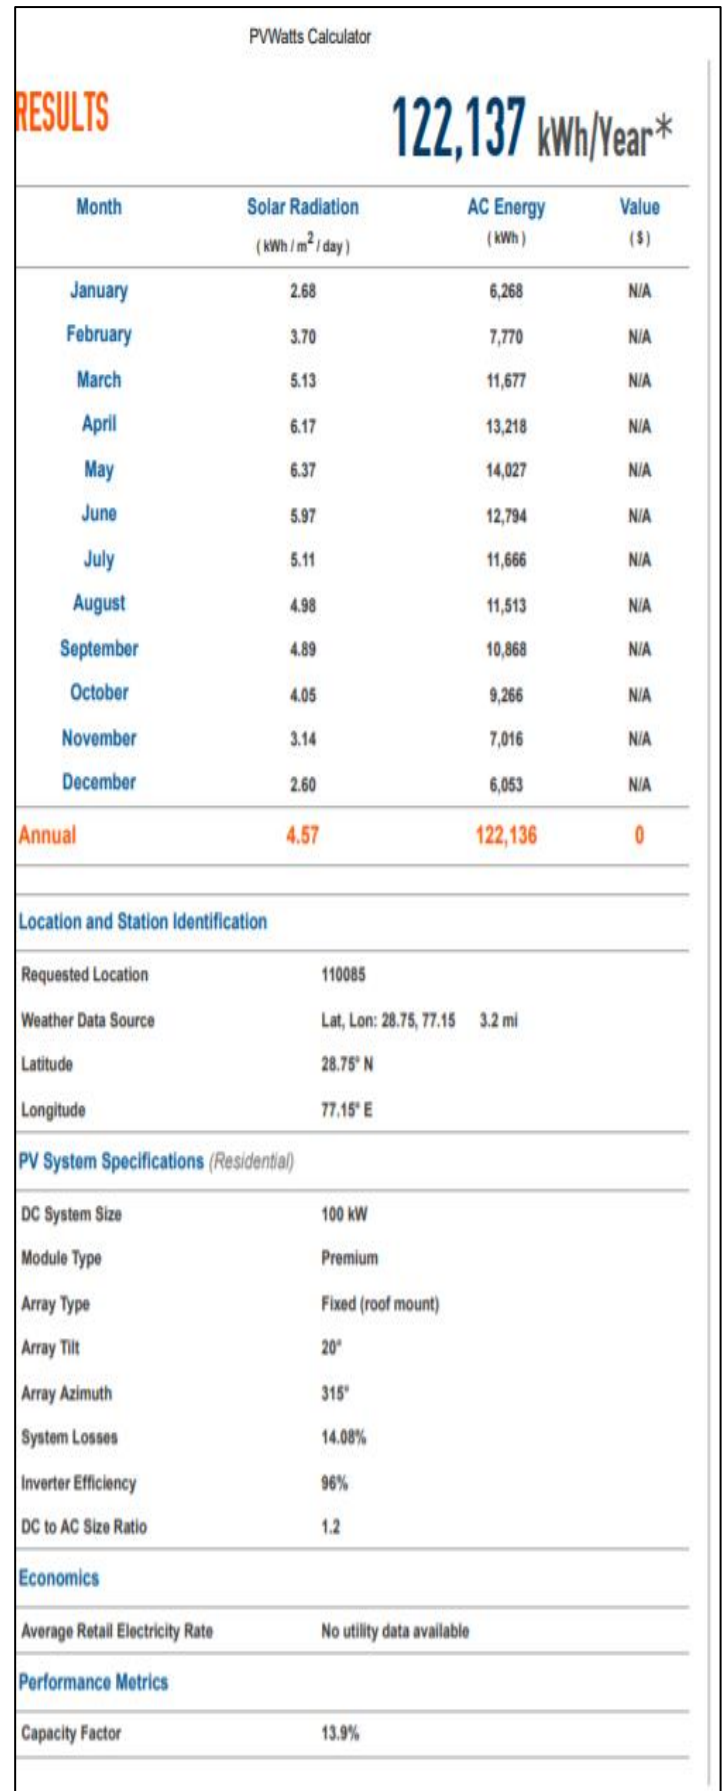 PVWatts Calculator
RESULTS
122,137 kWh/Year*
Month Solar Radiation AC Energy Value
( kWh / m2 / day ) ( kWh ) ( $ )
January 2.68 6,268 N/A
February 3.70 7,770 N/A
March 5.13 11,677 N/A
April 6.17 13,218 N/A
May 6.37 14,027 N/A
June 5.97 12,794 N/A
July 5.11 11,666 N/A
August 4.98 11,513 N/A
September 4.89 10,868 N/A
October 4.05 9,266 N/A
November 3.14 7,016 N/A
December 2.60 6,053 N/A
Annual 4.57 122,136 0
Location and Station Identification
Requested Location 110085
Weather Data Source Lat, Lon: 28.75, 77.15 3.2 mi
Latitude 28.75° N
Longitude 77.15° E
PV System Specifications (Residential)
DC System Size 100 kW
Module Type Premium
Array Type Fixed (roof mount)
Array Tilt 20°
Array Azimuth 315°
System Losses 14.08%
Inverter Efficiency 96%
DC to AC Size Ratio 1.2
Economics
Average Retail Electricity Rate No utility data available
Performance Metrics
Capacity Factor 13.9%